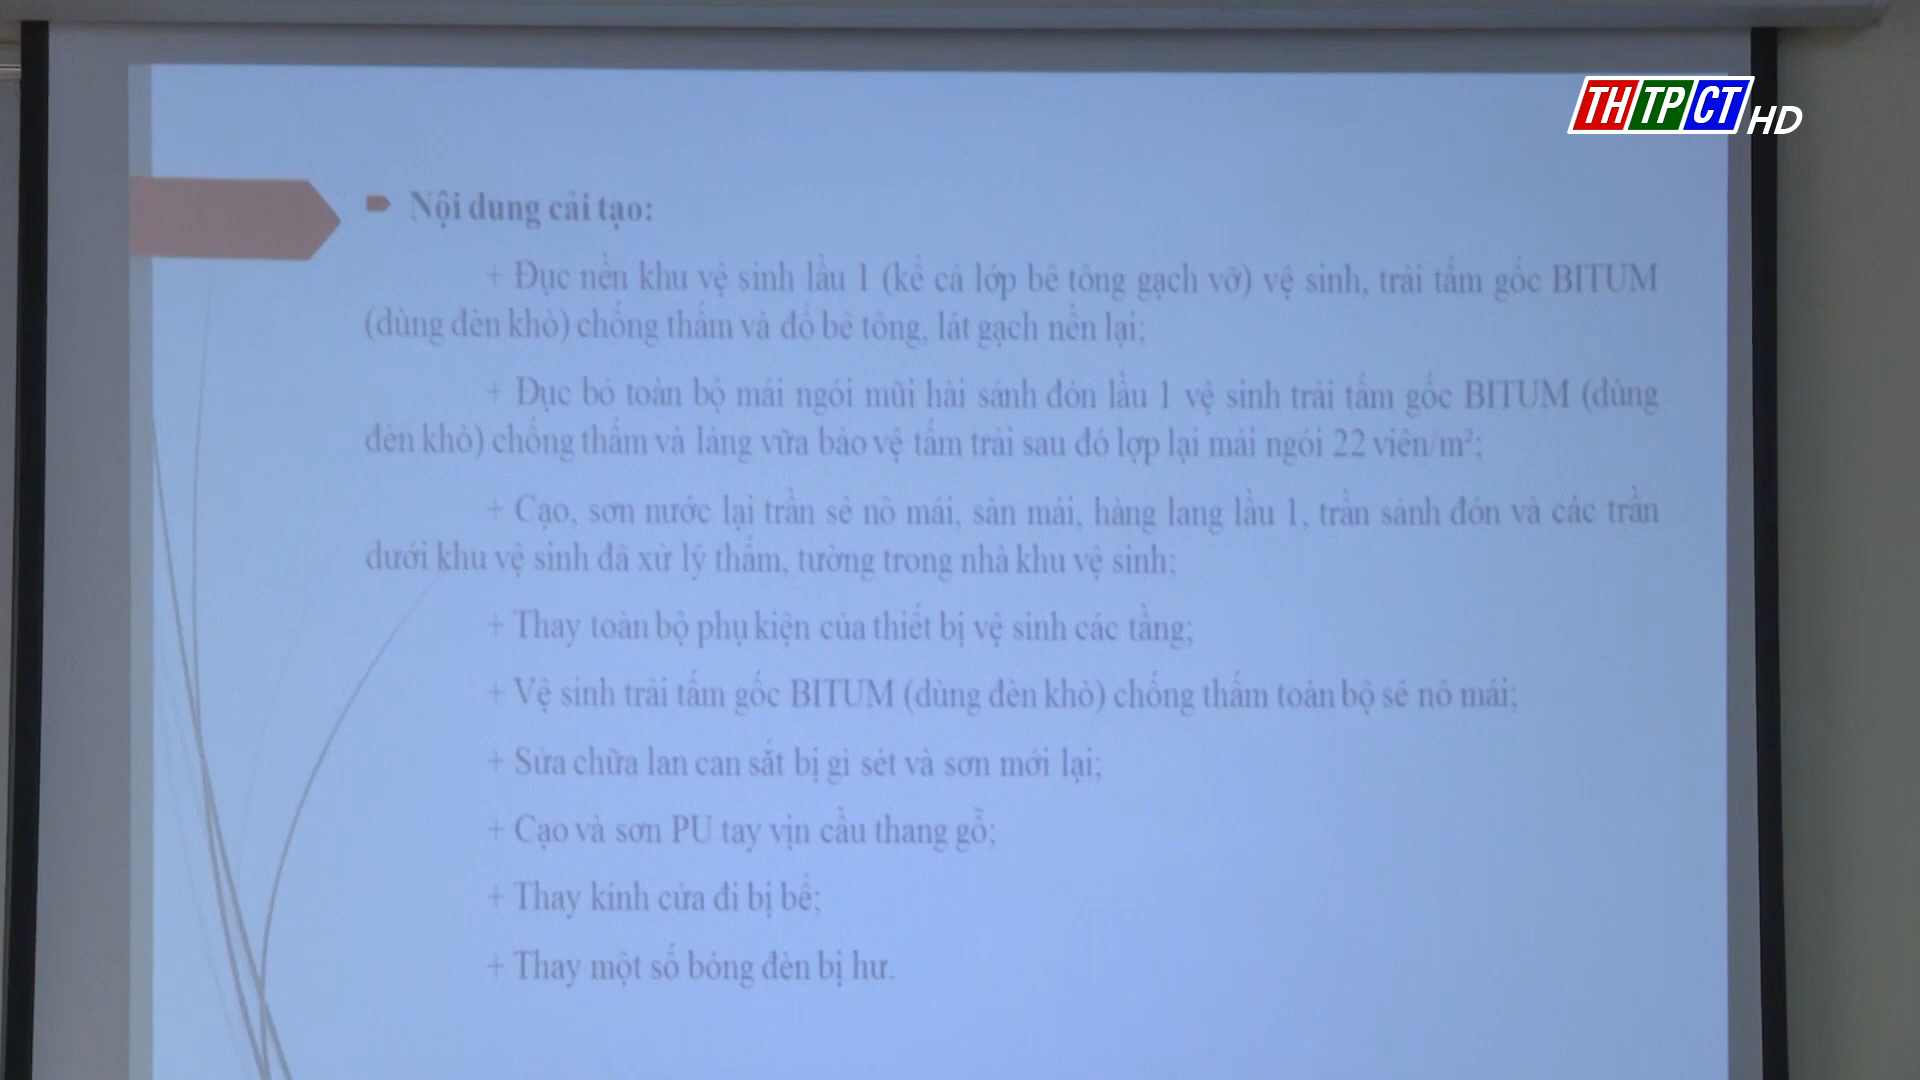 TH TP CT HD
Nội dung cải tạo:
+ Đục nền khu vệ sinh lầu 1 (kể cả lớp bê tông gạch vỡ) vệ sinh, trải tấm gốc BITUM
(dùng đèn khò) chống thấm và đổ bê tông, lát gạch nền lại;
+ Đục bỏ toàn bộ mái ngói mũi hài sảnh đón lầu 1 vệ sinh trải tấm gốc BITUM (dùng
đèn khò) chống thấm và láng vữa bảo vệ tấm trải sau đó lợp lại mái ngói 22 viên/m²;
+ Cạo, sơn nước lại trần sê nô mái, sàn mái, hàng lang lầu 1, trần sảnh đón và các trần
dưới khu vệ sinh đã xử lý thấm, tường trong nhà khu vệ sinh;
+ Thay toàn bộ phụ kiện của thiết bị vệ sinh các tầng;
+ Vệ sinh trải tấm gốc BITUM (dùng đèn khò) chống thấm toàn bộ sê nô mái;
+ Sửa chữa lan can sắt bị gỉ sét và sơn mới lại;
+ Cạo và sơn PU tay vịn cầu thang gỗ;
+ Thay kính cửa đi bị bể;
+ Thay một số bóng đèn bị hư.